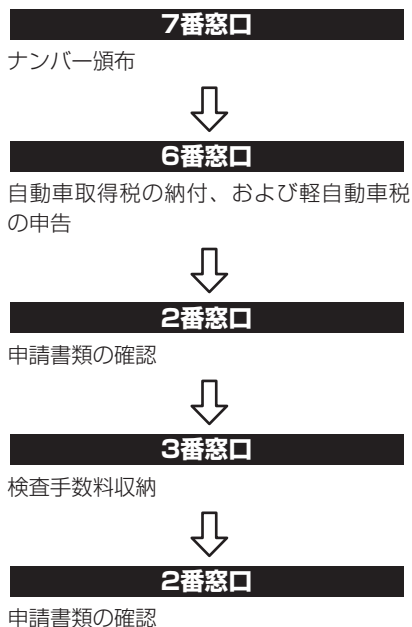 7番窓口
ナンバー頒布
6番窓口
自動車取得税の納付、および軽自動車税
の申告
2番窓口
申請書類の確認
3番窓口
検査手数料収納
2番窓口
申請書類の確認